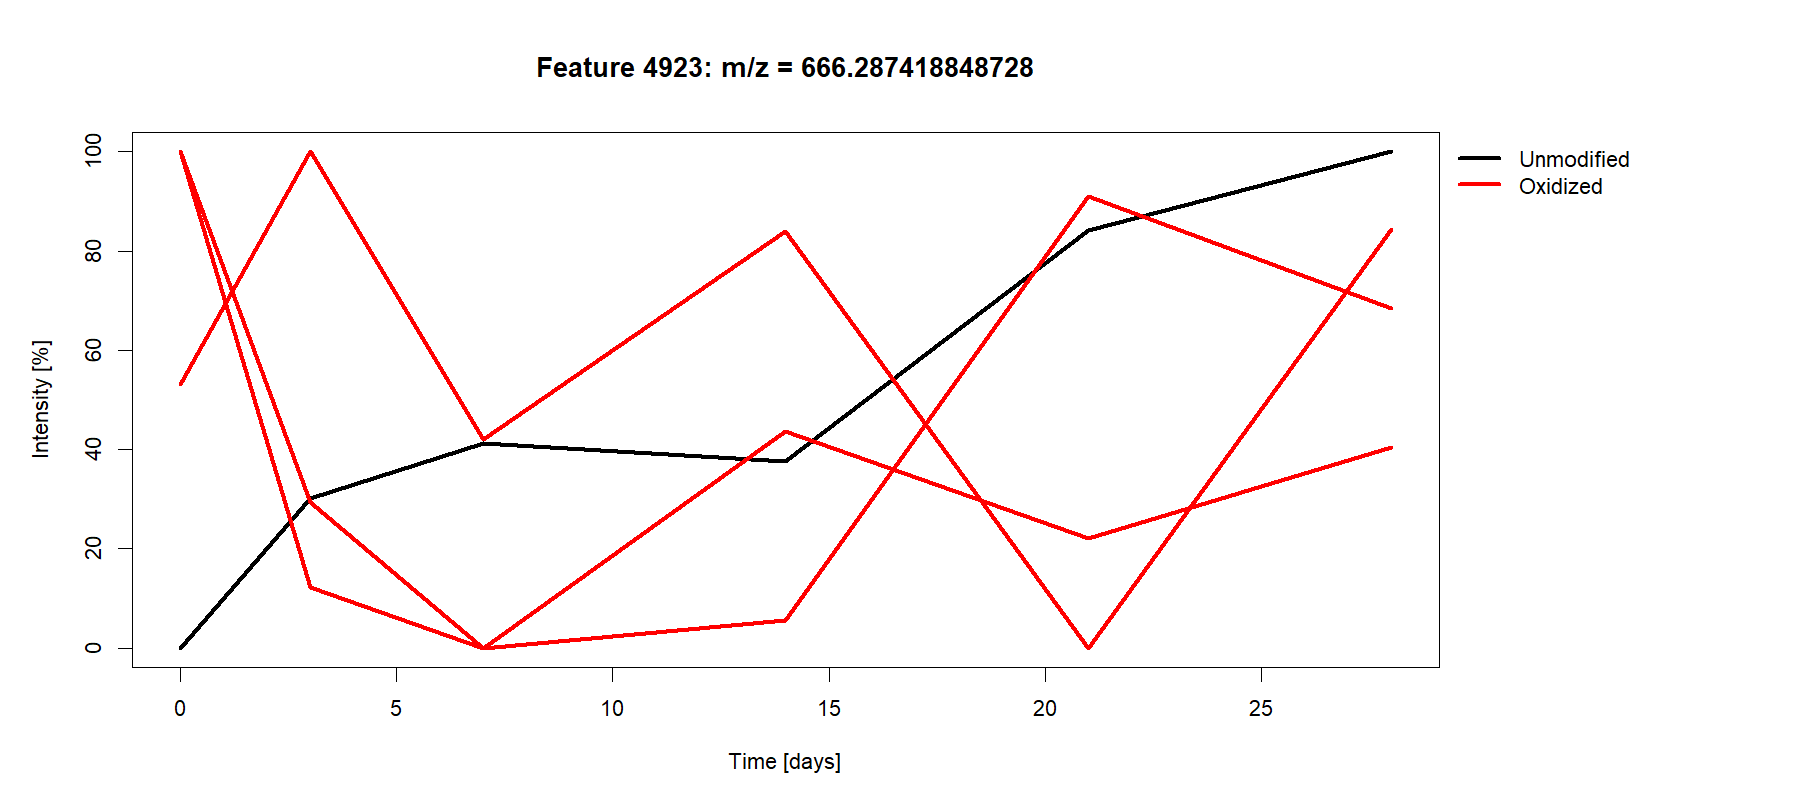 Feature 4923: m/z = 666.287418848728
Unmodified
Oxidized
Intensity [%]
100
80
60
40
20
0
0 5 10 15 20 25
Time [days]